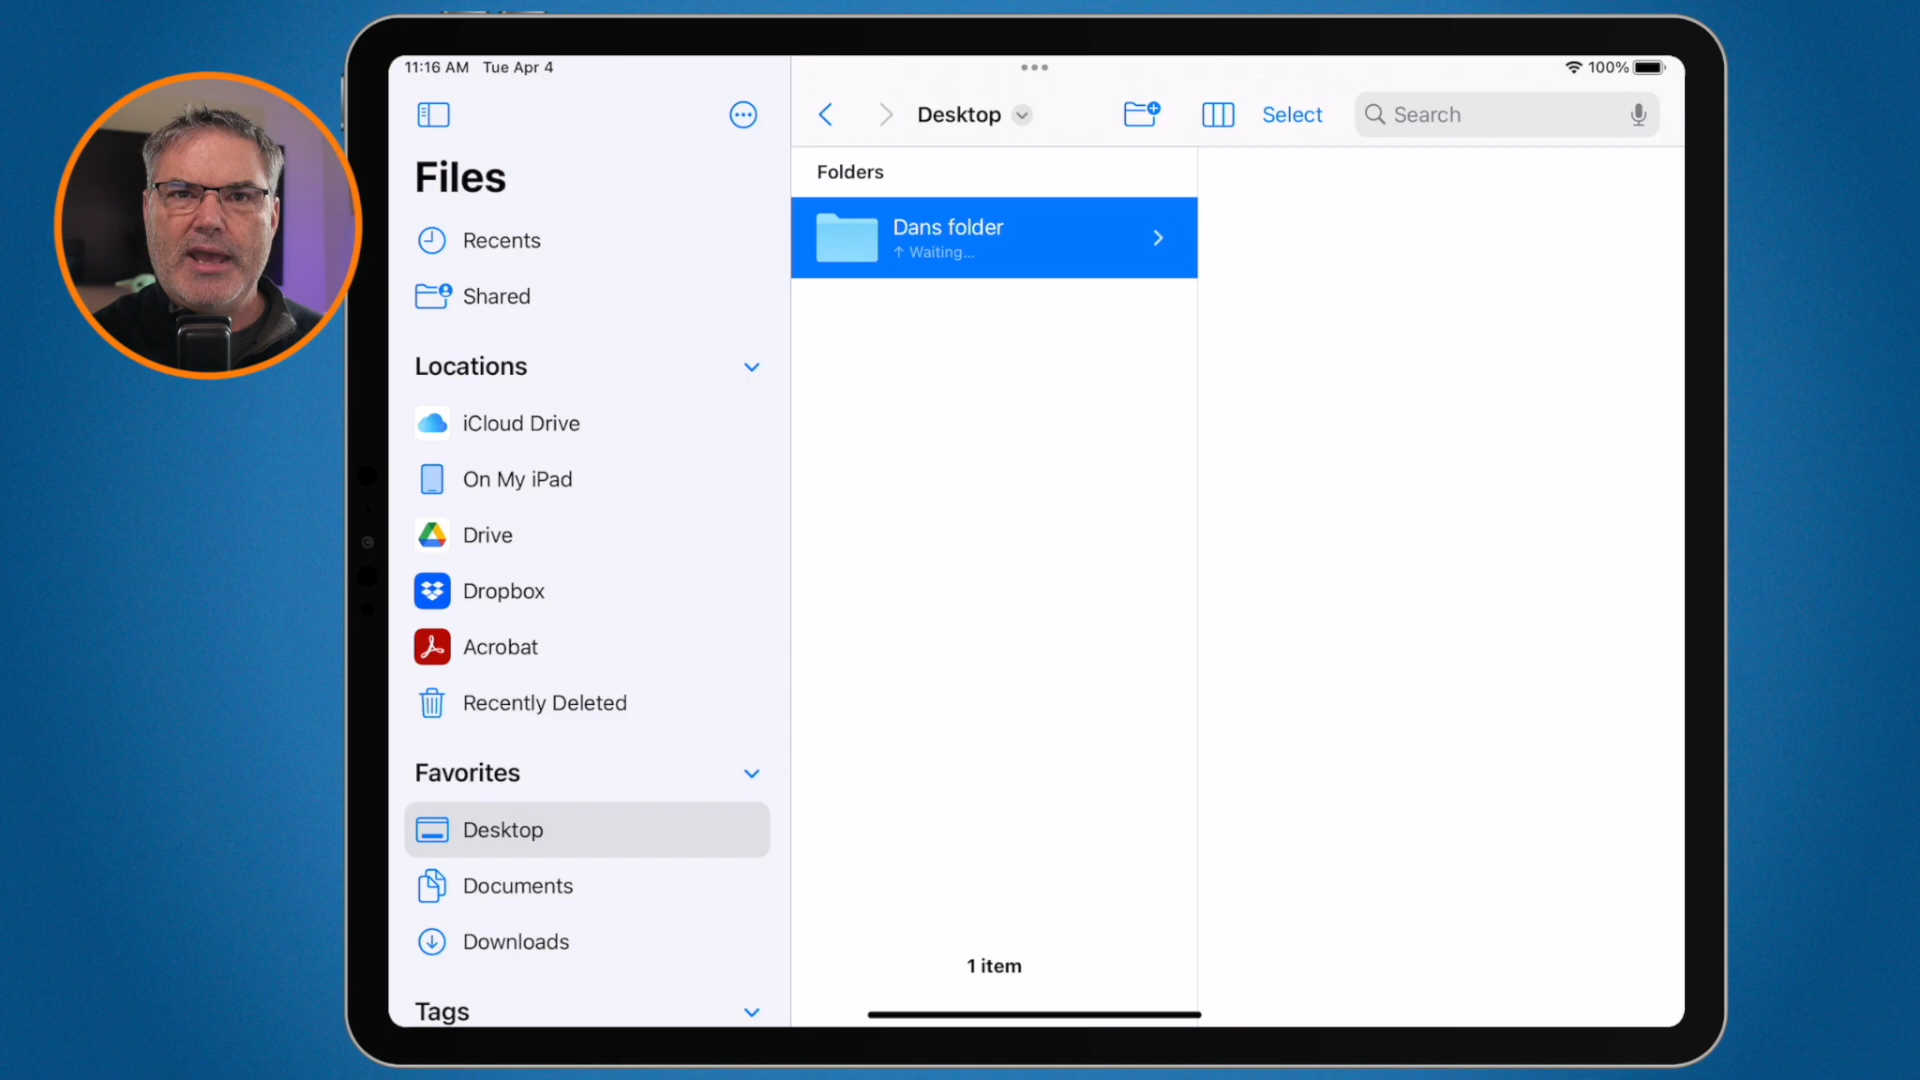 11:16 AM Tue Apr 4
100%
Files
Recents
Shared
Locations
iCloud Drive
On My iPad
Drive
Dropbox
Acrobat
Recently Deleted
Favorites
Desktop
Documents
Downloads
Tags
Desktop
Select
Search
Folders
Dans folder
↑ Waiting...
1 item